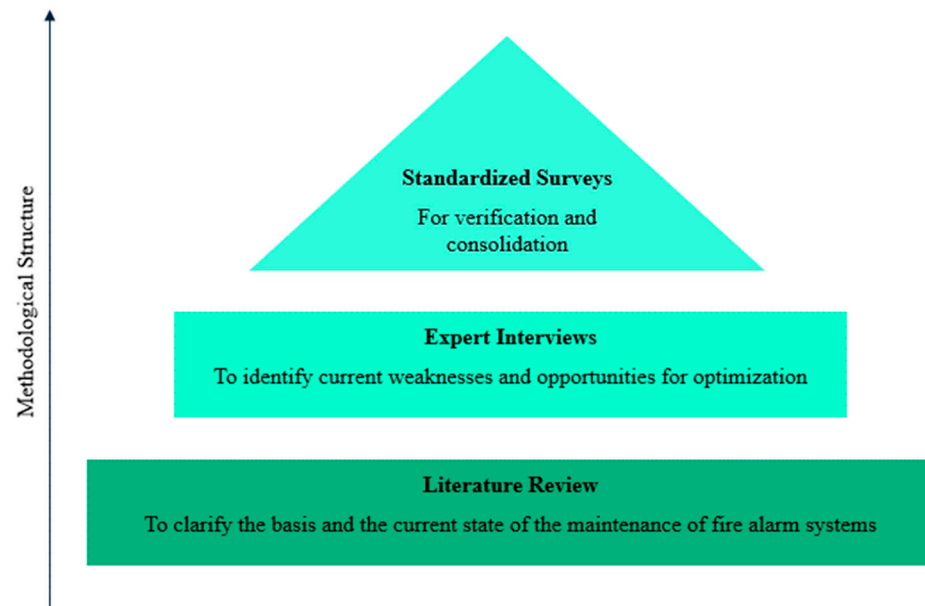 Methodological Structure
Standardized Surveys
For verification and
consolidation
Expert Interviews
To identify current weaknesses and opportunities for optimization
Literature Review
To clarify the basis and the current state of the maintenance of fire alarm systems